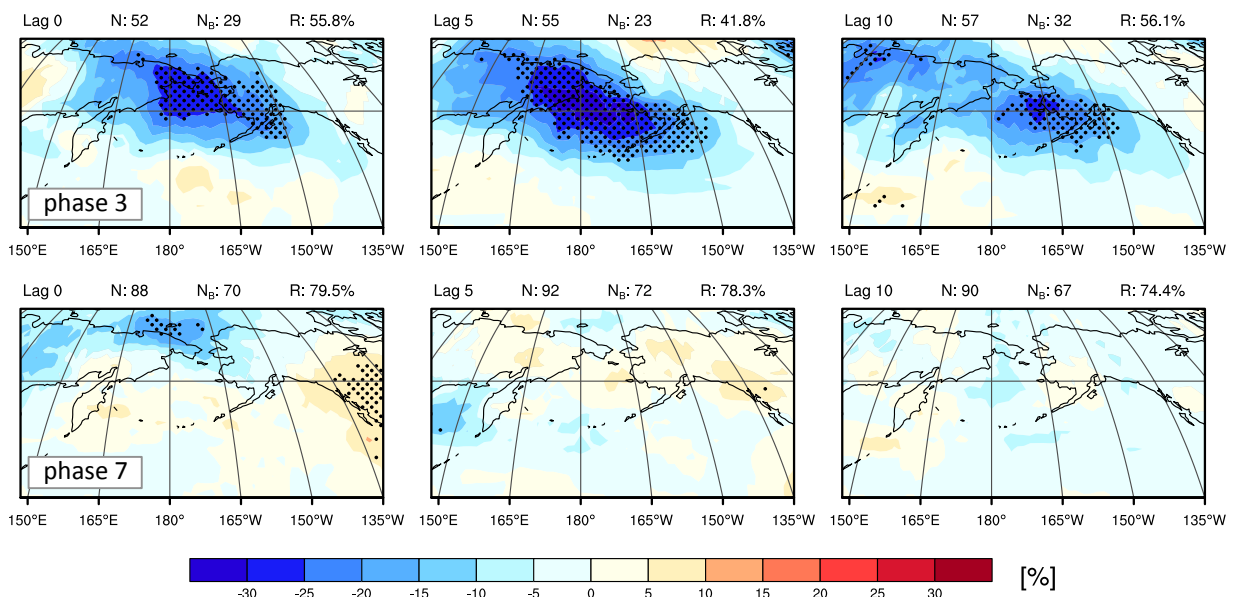 Lag 0 N: 52 N_B: 29 R: 55.8%
Lag 5 N: 55 N_B: 23 R: 41.8%
Lag 10 N: 57 N_B: 32 R: 56.1%
phase 3
150°E 165°E 180° 165°W 150°W 135°W
150°E 165°E 180° 165°W 150°W 135°W
150°E 165°E 180° 165°W 150°W 135°W
Lag 0 N: 88 N_B: 70 R: 79.5%
Lag 5 N: 92 N_B: 72 R: 78.3%
Lag 10 N: 90 N_B: 67 R: 74.4%
phase 7
150°E 165°E 180° 165°W 150°W 135°W
150°E 165°E 180° 165°W 150°W 135°W
150°E 165°E 180° 165°W 150°W 135°W
-30 -25 -20 -15 -10 -5 0 5 10 15 20 25 30
[%]